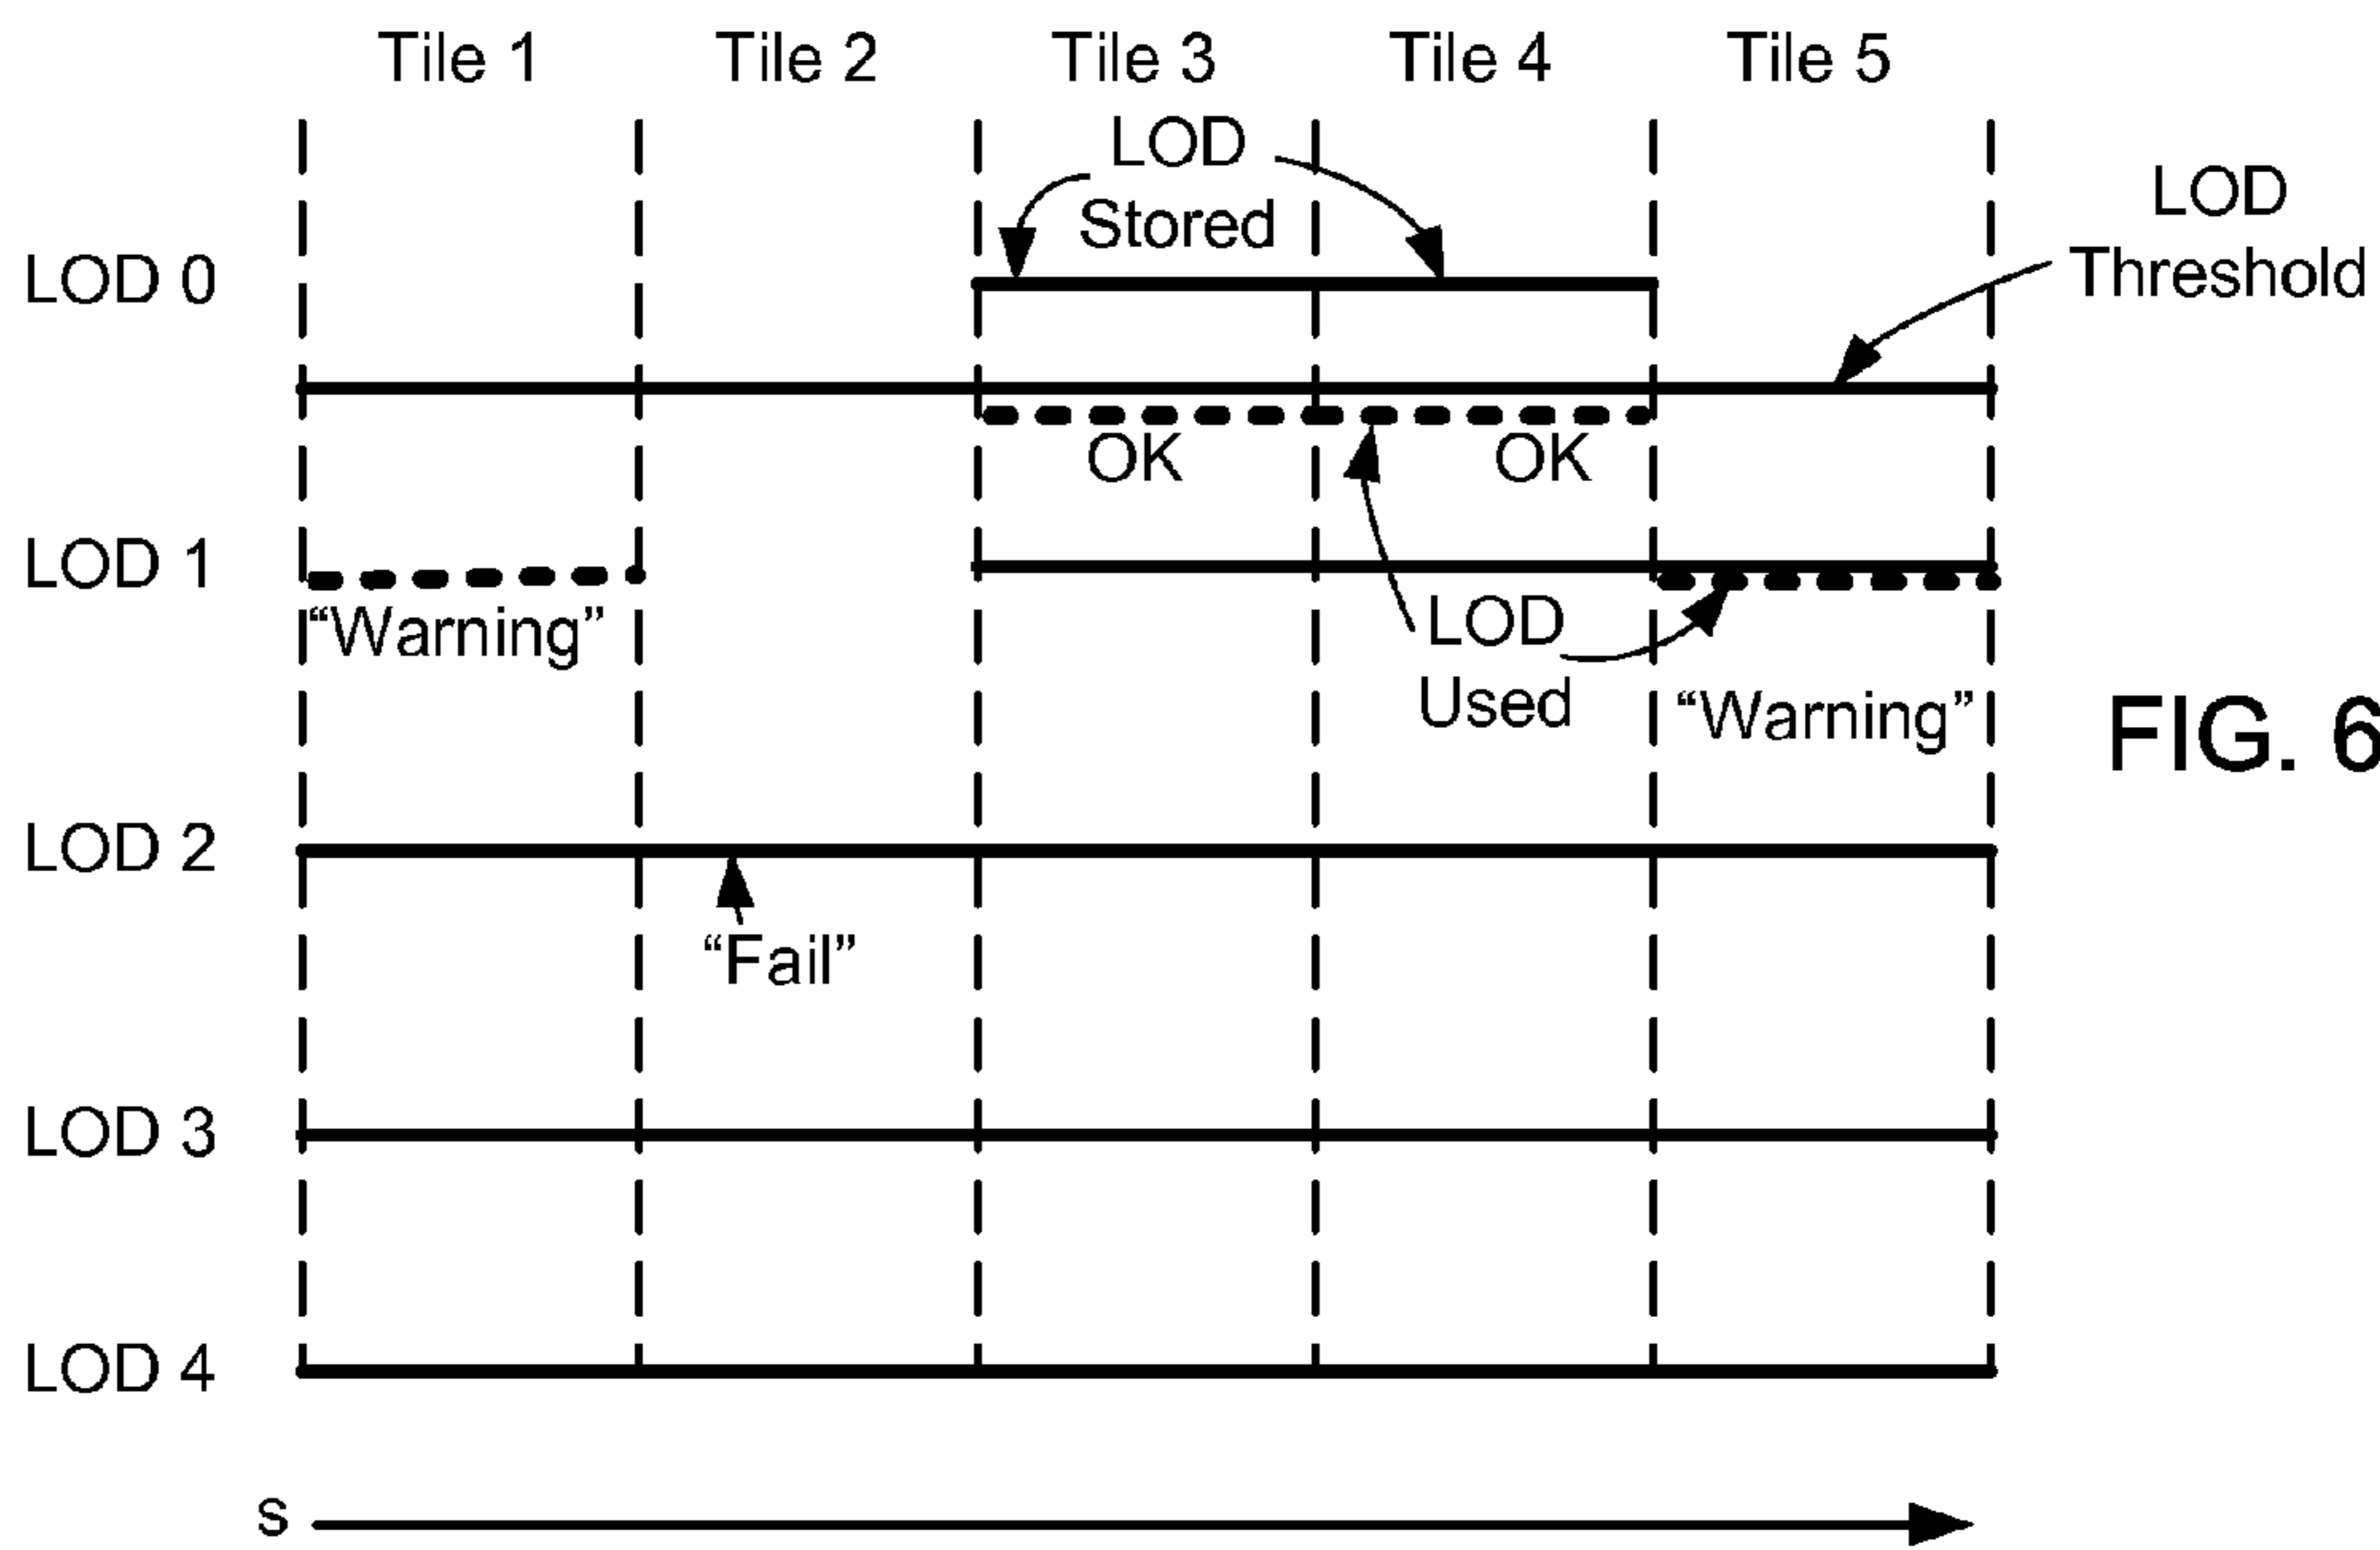 Tile 1 Tile 2 Tile 3 Tile 4 Tile 5
LOD
Stored
LOD
Threshold
LOD 0
OK OK
LOD 1
“Warning”
LOD
Used
“Warning”
FIG. 6
LOD 2
“Fail”
LOD 3
LOD 4
s